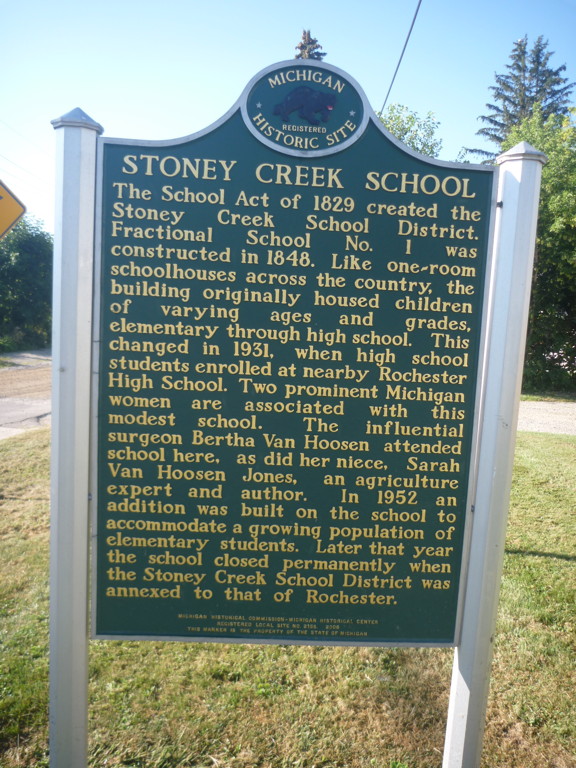 MICHIGAN
REGISTERED
HISTORIC SITE
STONEY CREEK SCHOOL
The School Act of 1829 created the
Stoney Creek School District.
Fractional School No. 1 was
constructed in 1848. Like one-room
schoolhouses across the country, the
building originally housed children
of varying ages and grades,
elementary through high school. This
changed in 1931, when high school
students enrolled at nearby Rochester
High School. Two prominent Michigan
women are associated with this
modest school. The influential
surgeon Bertha Van Hoosen attended
school here, as did her niece, Sarah
Van Hoosen Jones, an agriculture
expert and author. In 1952 an
addition was built on the school to
accommodate a growing population of
elementary students. Later that year
the school closed permanently when
the Stoney Creek School District was
annexed to that of Rochester.
MICHIGAN HISTORICAL COMMISSION-MICHIGAN HISTORICAL CENTER
REGISTERED LOCAL SITE NO.
THIS MARKER IS THE PROPERTY OF THE STATE OF MICHIGAN